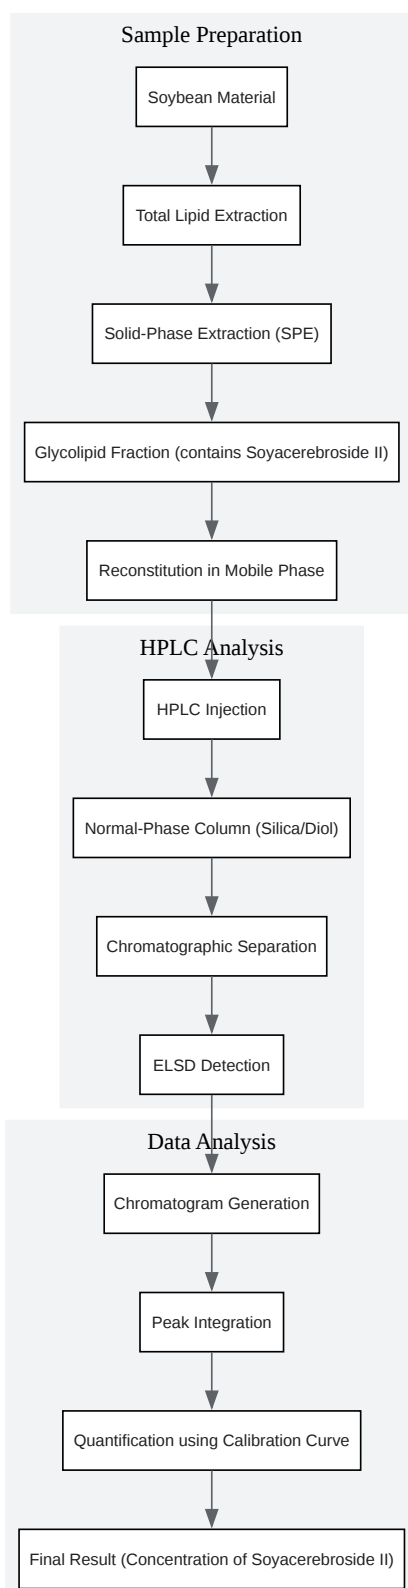 Sample Preparation
Soybean Material
Total Lipid Extraction
Solid-Phase Extraction (SPE)
Glycolipid Fraction (contains Soyacerebroside II)
Reconstitution in Mobile Phase
HPLC Analysis
HPLC Injection
Normal-Phase Column (Silica/Diol)
Chromatographic Separation
ELSD Detection
Data Analysis
Chromatogram Generation
Peak Integration
Quantification using Calibration Curve
Final Result (Concentration of Soyacerebroside II)